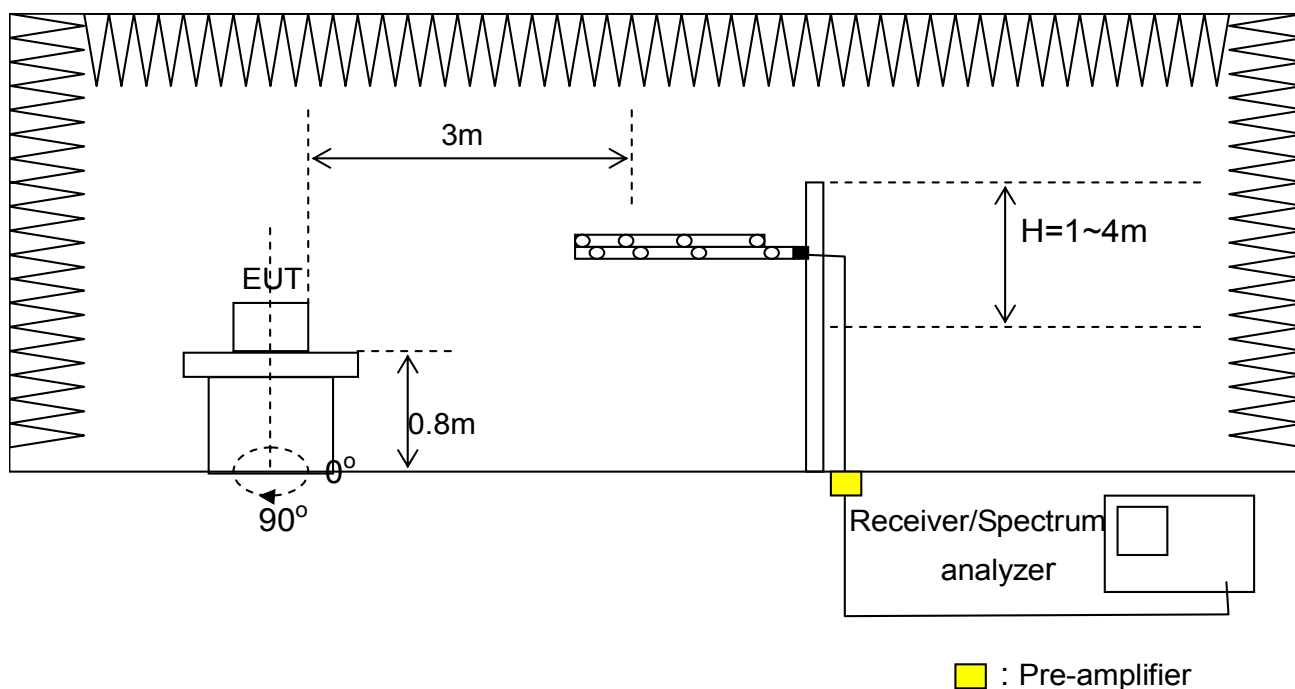 3m
H=1~4m
EUT
0.8m
0°
90°
Receiver/Spectrum
analyzer
: Pre-amplifier